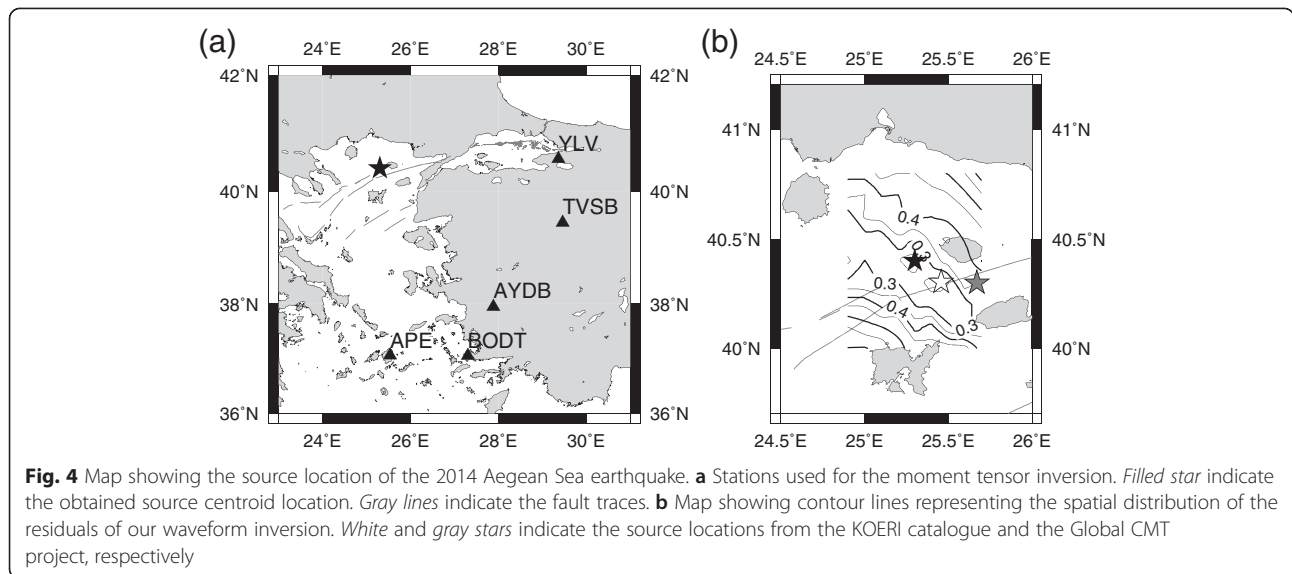 (a)
(b)
24°E 26°E 28°E 30°E
24.5°E 25°E 25.5°E 26°E
42°N 42°N
YLV
41°N 41°N
40°N 40°N
TVSB
0.4
40.5°N 40.5°N
0.3
AYDB
38°N 38°N
0.3
0.4
0.3
APE BODT
40°N 40°N
36°N 36°N
24°E 26°E 28°E 30°E
24.5°E 25°E 25.5°E 26°E
Fig. 4 Map showing the source location of the 2014 Aegean Sea earthquake. a Stations used for the moment tensor inversion. Filled star indicate
the obtained source centroid location. Gray lines indicate the fault traces. b Map showing contour lines representing the spatial distribution of the
residuals of our waveform inversion. White and gray stars indicate the source locations from the KOERI catalogue and the Global CMT
project, respectively